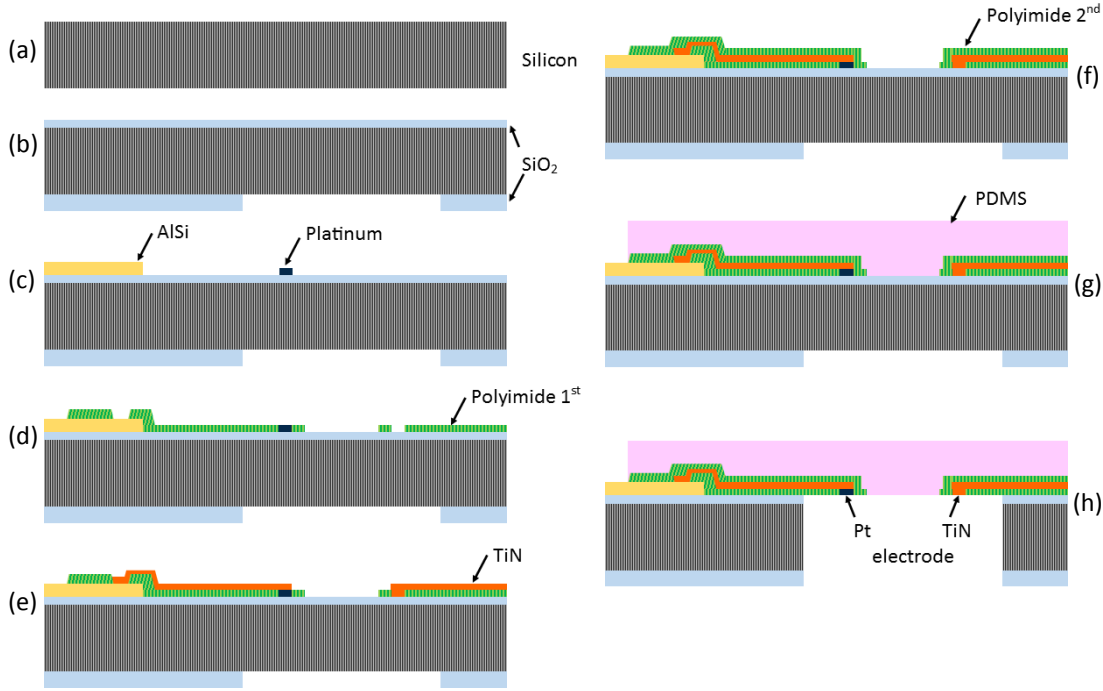 (a)
Silicon
(b)
SiO2
AlSi
Platinum
(c)
Polyimide 1st
(d)
TiN
(e)
Polyimide 2nd
(f)
PDMS
(g)
(h)
Pt
TiN
electrode